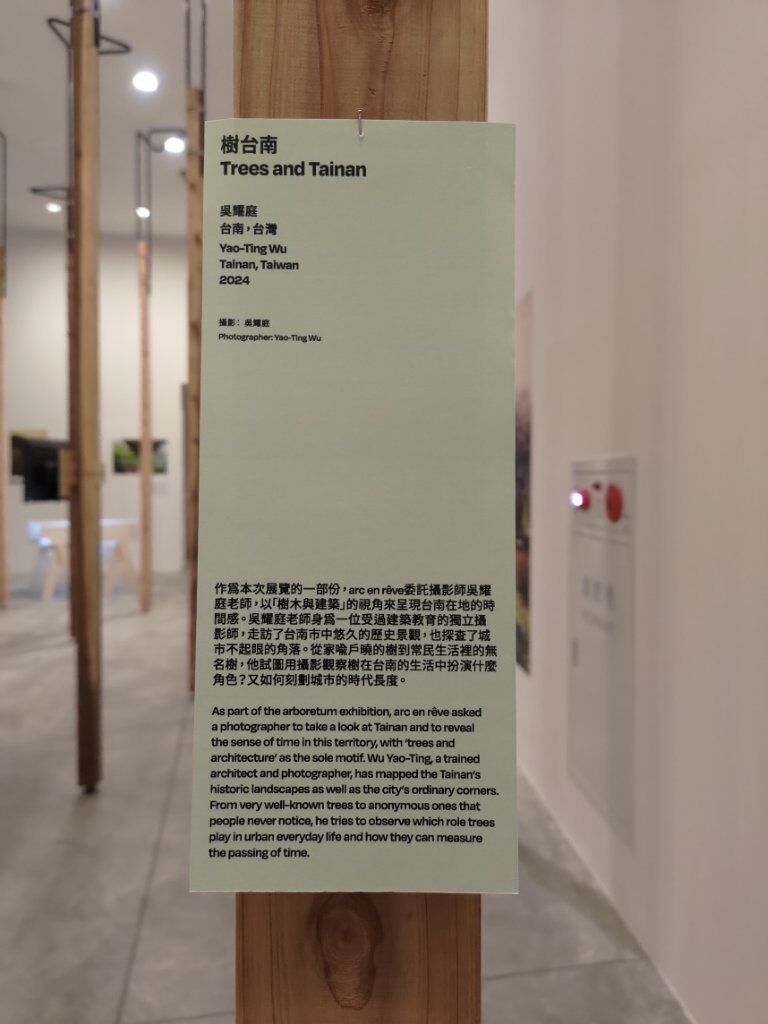 樹台南
Trees and Tainan
吳耀庭
台南，台灣
Yao-Ting Wu
Tainan, Taiwan
2024
攝影：吳耀庭
Photographer: Yao-Ting Wu
作爲本次展覽的一部份，arc en rêve委託攝影師吳耀
庭老師，以「樹木與建築」的視角來呈現台南在地的時
間感。吳耀庭老師身爲一位受過建築教育的獨立攝
影師，走訪了台南市中悠久的歷史景觀，也探查了城
市不起眼的角落。從家喻戶曉的樹到常民生活裡的無
名樹，他試圖用攝影觀察樹在台南的生活中扮演什麼
角色？又如何刻劃城市的時代長度。
As part of the arboretum exhibition, arc en rêve asked
a photographer to take a look at Tainan and to reveal
the sense of time in this territory, with ‘trees and
architecture’ as the sole motif. Wu Yao-Ting, a trained
architect and photographer, has mapped the Tainan’s
historic landscapes as well as the city’s ordinary corners.
From very well-known trees to anonymous ones that
people never notice, he tries to observe which role trees
play in urban everyday life and how they can measure
the passing of time.